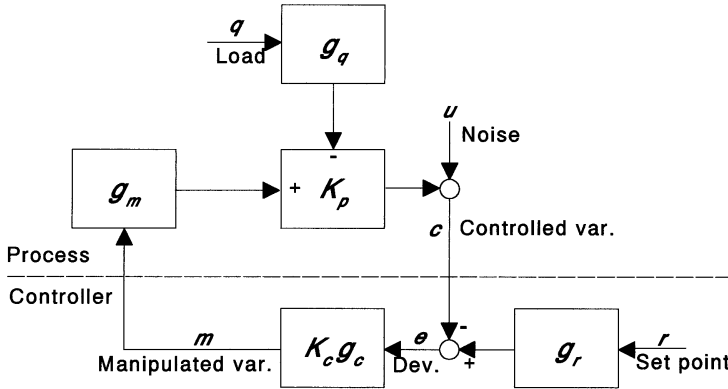 q
Load
g_q
u
Noise
-
g_m
+
K_p
c Controlled var.
Process
Controller
m
Manipulated var.
K_c g_c
e
Dev.
-
+
g_r
r
Set point